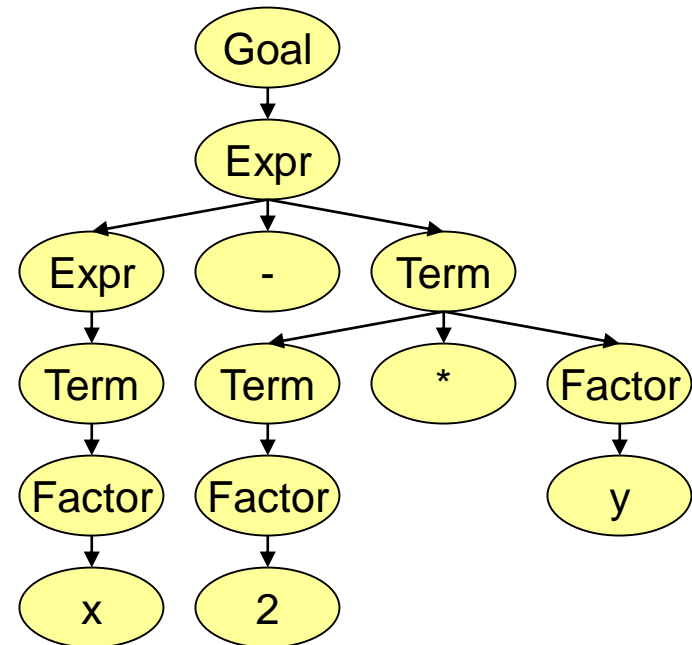 Goal
Expr
Expr - Term
Term Term * Factor
Factor Factor y
x 2